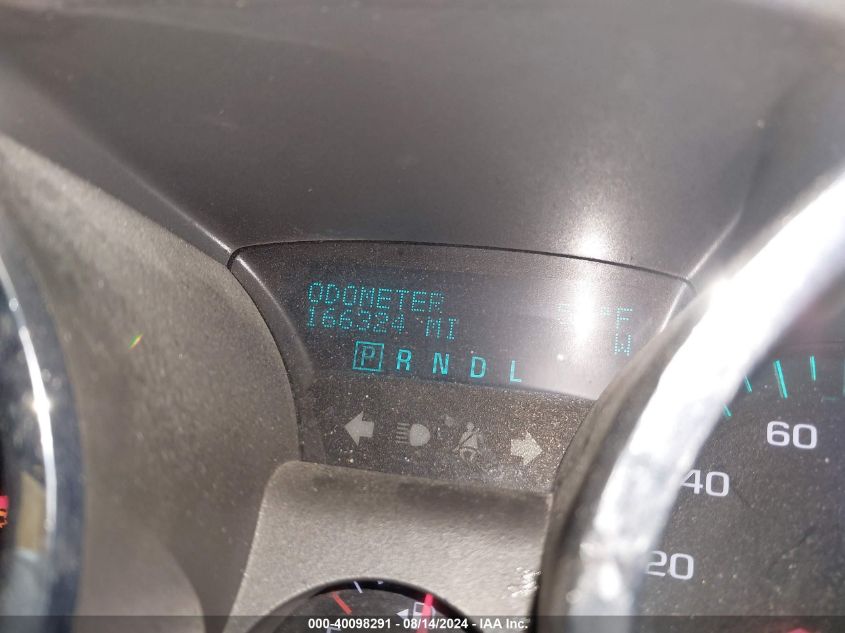 ODOMETER
166324 MI
°F
W
P R N D L
60
40
20
000-40098291 - 08/14/2024 - IAA Inc.